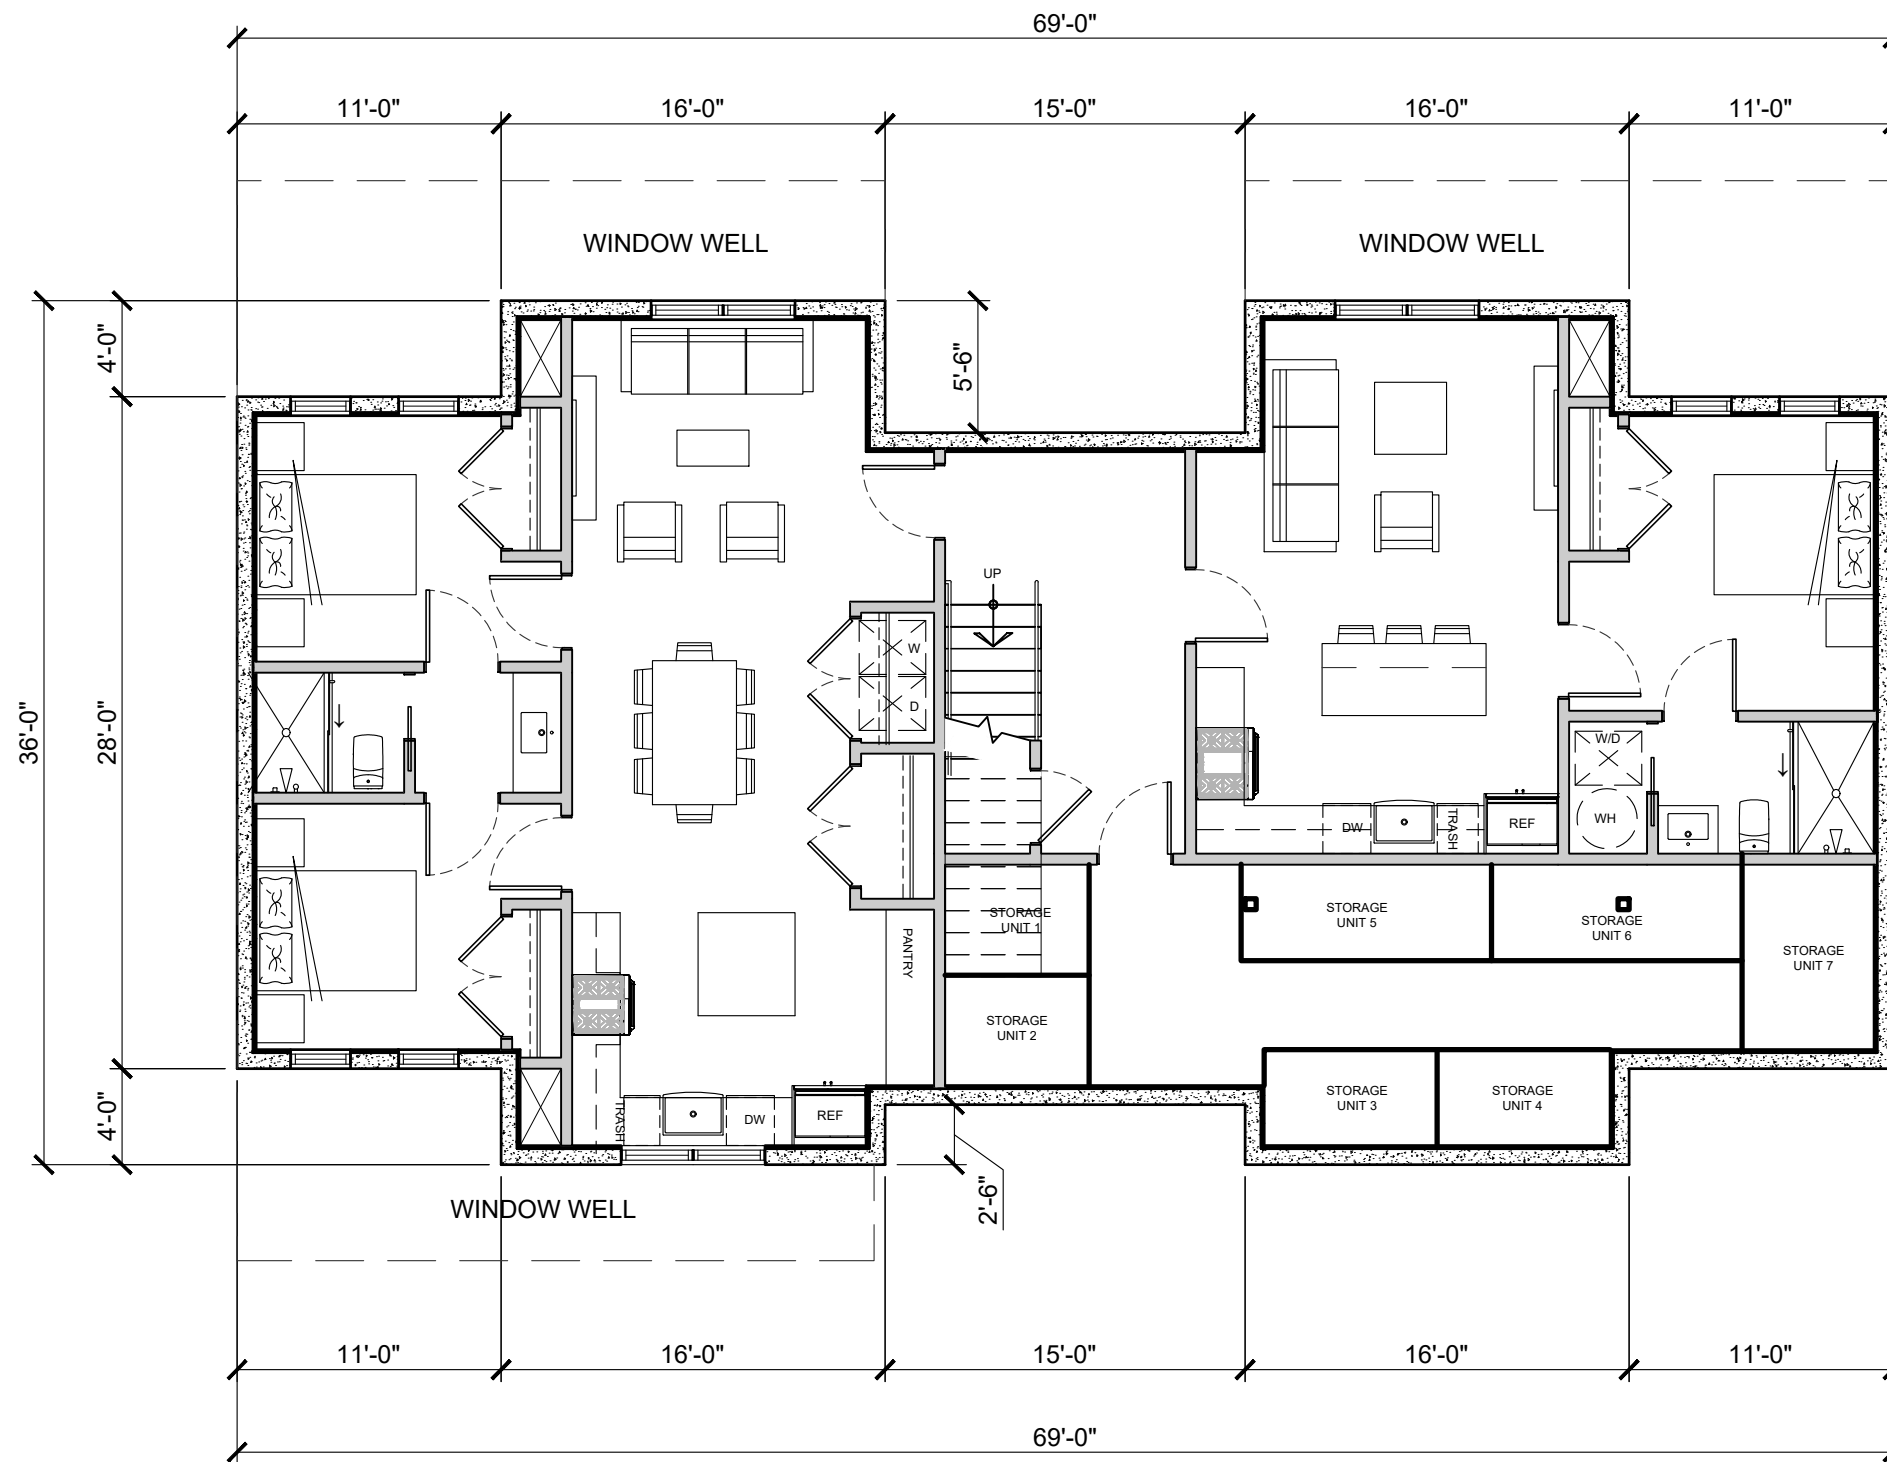 69'-0"
11'-0"
16'-0"
15'-0"
16'-0"
11'-0"
WINDOW WELL
WINDOW WELL
4'-0"
5'-6"
36'-0"
28'-0"
UP
W
D
W/D
WH
DW
TRASH
REF
PANTRY
STORAGE
UNIT 1
STORAGE
UNIT 5
STORAGE
UNIT 6
STORAGE
UNIT 7
STORAGE
UNIT 2
STORAGE
UNIT 3
STORAGE
UNIT 4
4'-0"
TRASH
DW
REF
2'-6"
WINDOW WELL
11'-0"
16'-0"
15'-0"
16'-0"
11'-0"
69'-0"